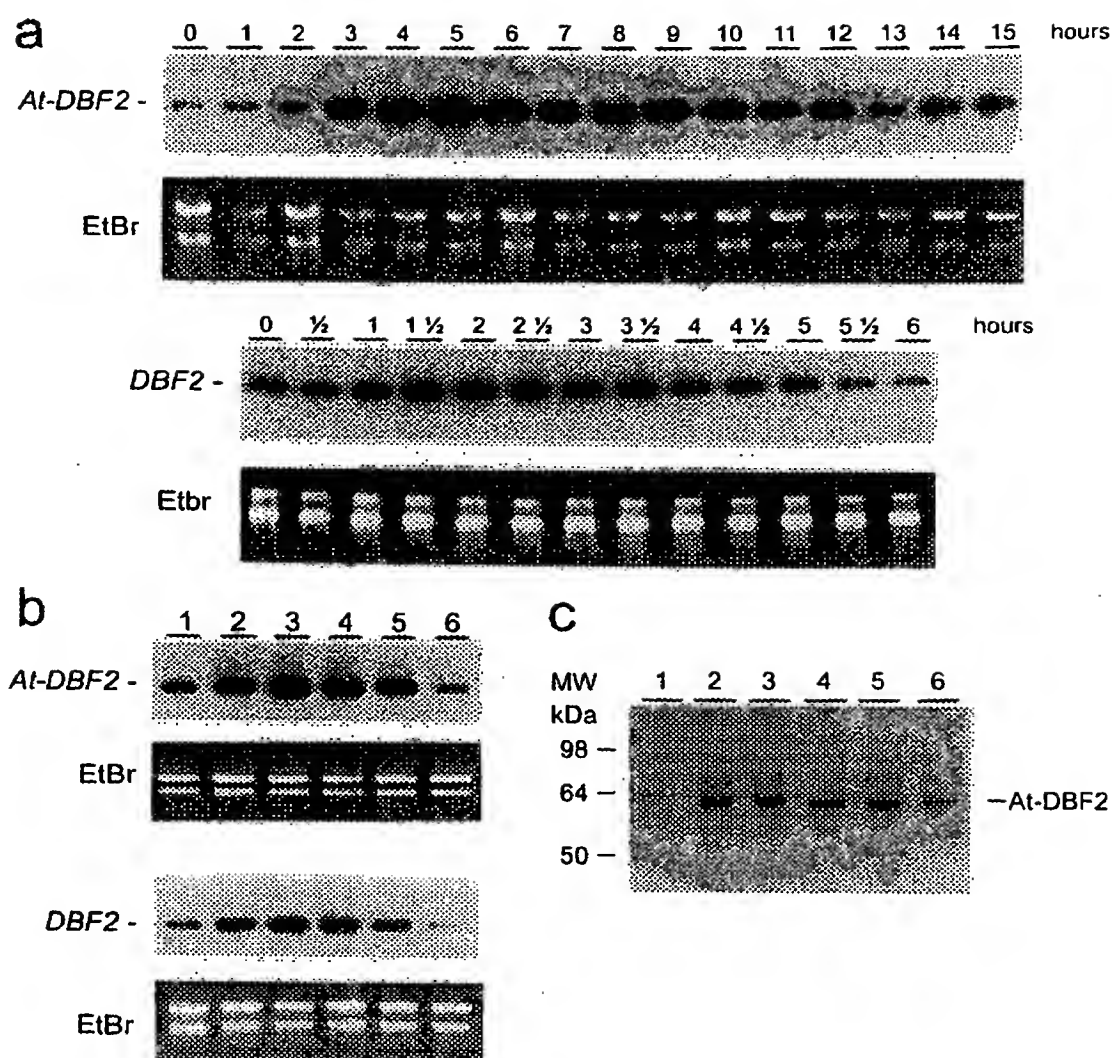 a
0 1 2 3 4 5 6 7 8 9 10 11 12 13 14 15 hours
At-DBF2 -
EtBr
0 ½ 1 1 ½ 2 2 ½ 3 3 ½ 4 4 ½ 5 5 ½ 6 hours
DBF2 -
Etbr
b
1 2 3 4 5 6
At-DBF2 -
EtBr
DBF2 -
EtBr
c
MW 1 2 3 4 5 6
kDa
98 –
64 –
–At-DBF2
50 –